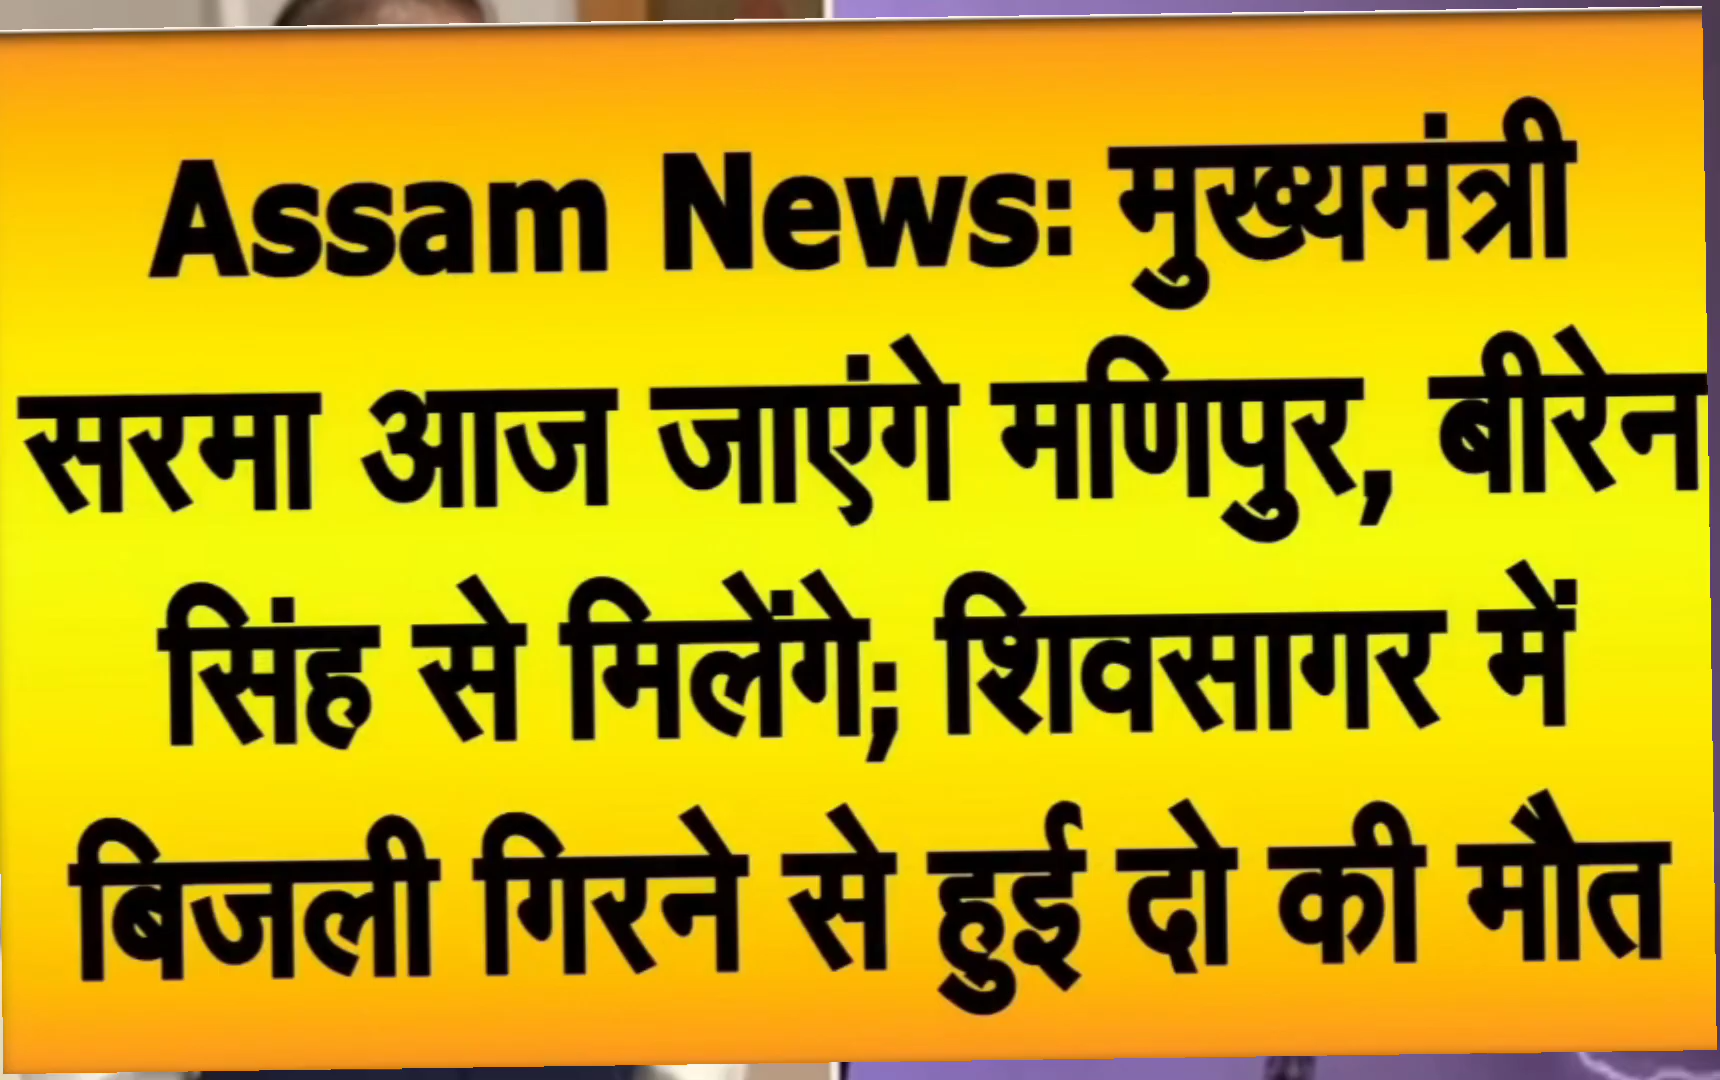 Assam News: मुख्यमंत्री
सरमा आज जाएंगे मणिपुर, बीरेन
सिंह से मिलेंगे; शिवसागर में
बिजली गिरने से हुई दो की मौत